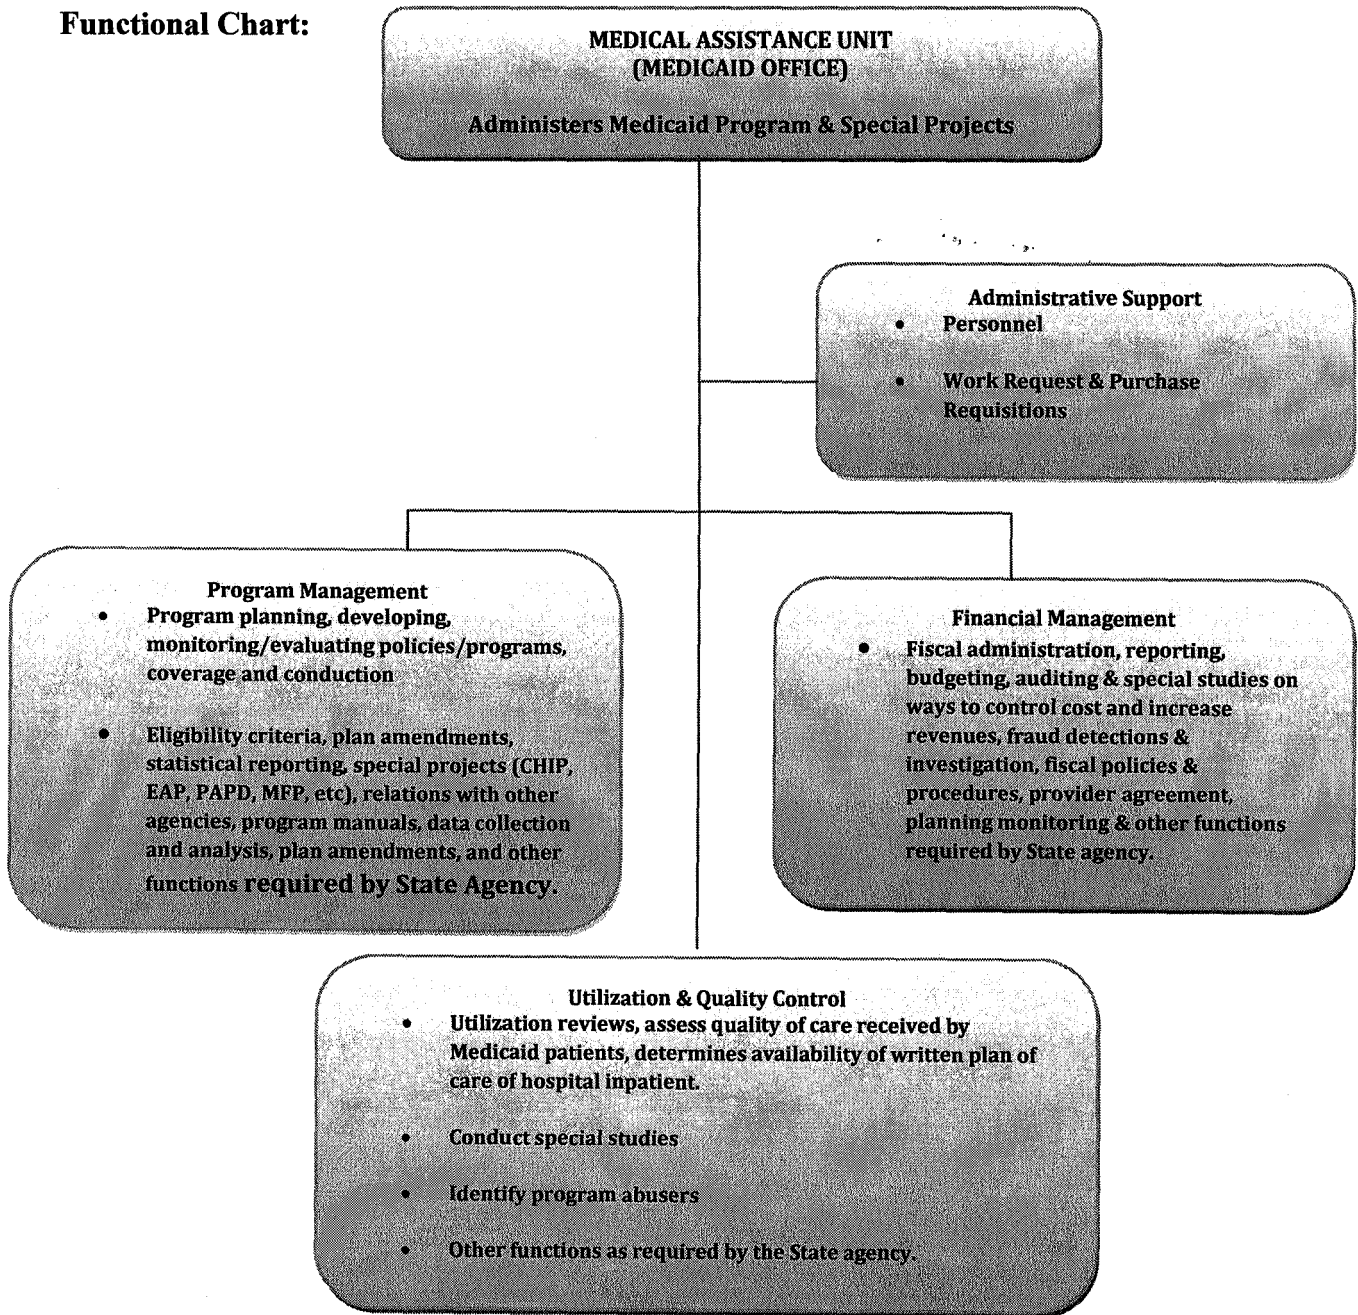 Functional Chart:
MEDICAL ASSISTANCE UNIT
(MEDICAID OFFICE)
Administers Medicaid Program & Special Projects
Administrative Support
• Personnel
• Work Request & Purchase
Requisitions
Program Management
• Program planning, developing,
monitoring/evaluating policies/programs,
coverage and conduction
• Eligibility criteria, plan amendments,
statistical reporting, special projects (CHIP,
EAP, PAPD, MFP, etc), relations with other
agencies, program manuals, data collection
and analysis, plan amendments, and other
functions required by State Agency.
Financial Management
• Fiscal administration, reporting,
budgeting, auditing & special studies on
ways to control cost and increase
revenues, fraud detections &
investigation, fiscal policies &
procedures, provider agreement,
planning monitoring & other functions
required by State agency.
Utilization & Quality Control
• Utilization reviews, assess quality of care received by
Medicaid patients, determines availability of written plan of
care of hospital inpatient.
• Conduct special studies
• Identify program abusers
• Other functions as required by the State agency.